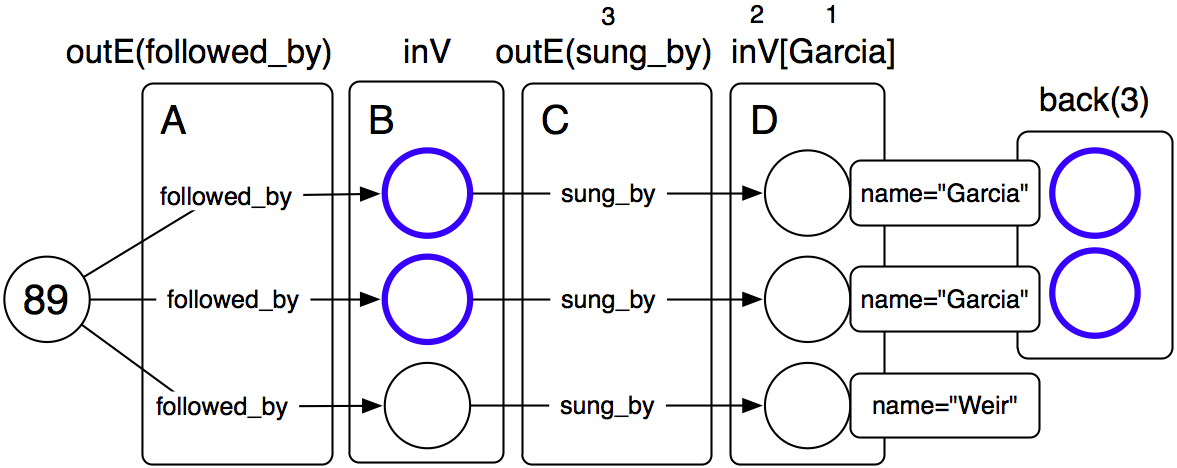 3 2 1
outE(followed_by) inV outE(sung_by) inV[Garcia]
back(3)
A B C D
followed_by sung_by name="Garcia"
89 followed_by sung_by name="Garcia"
followed_by sung_by name="Weir"